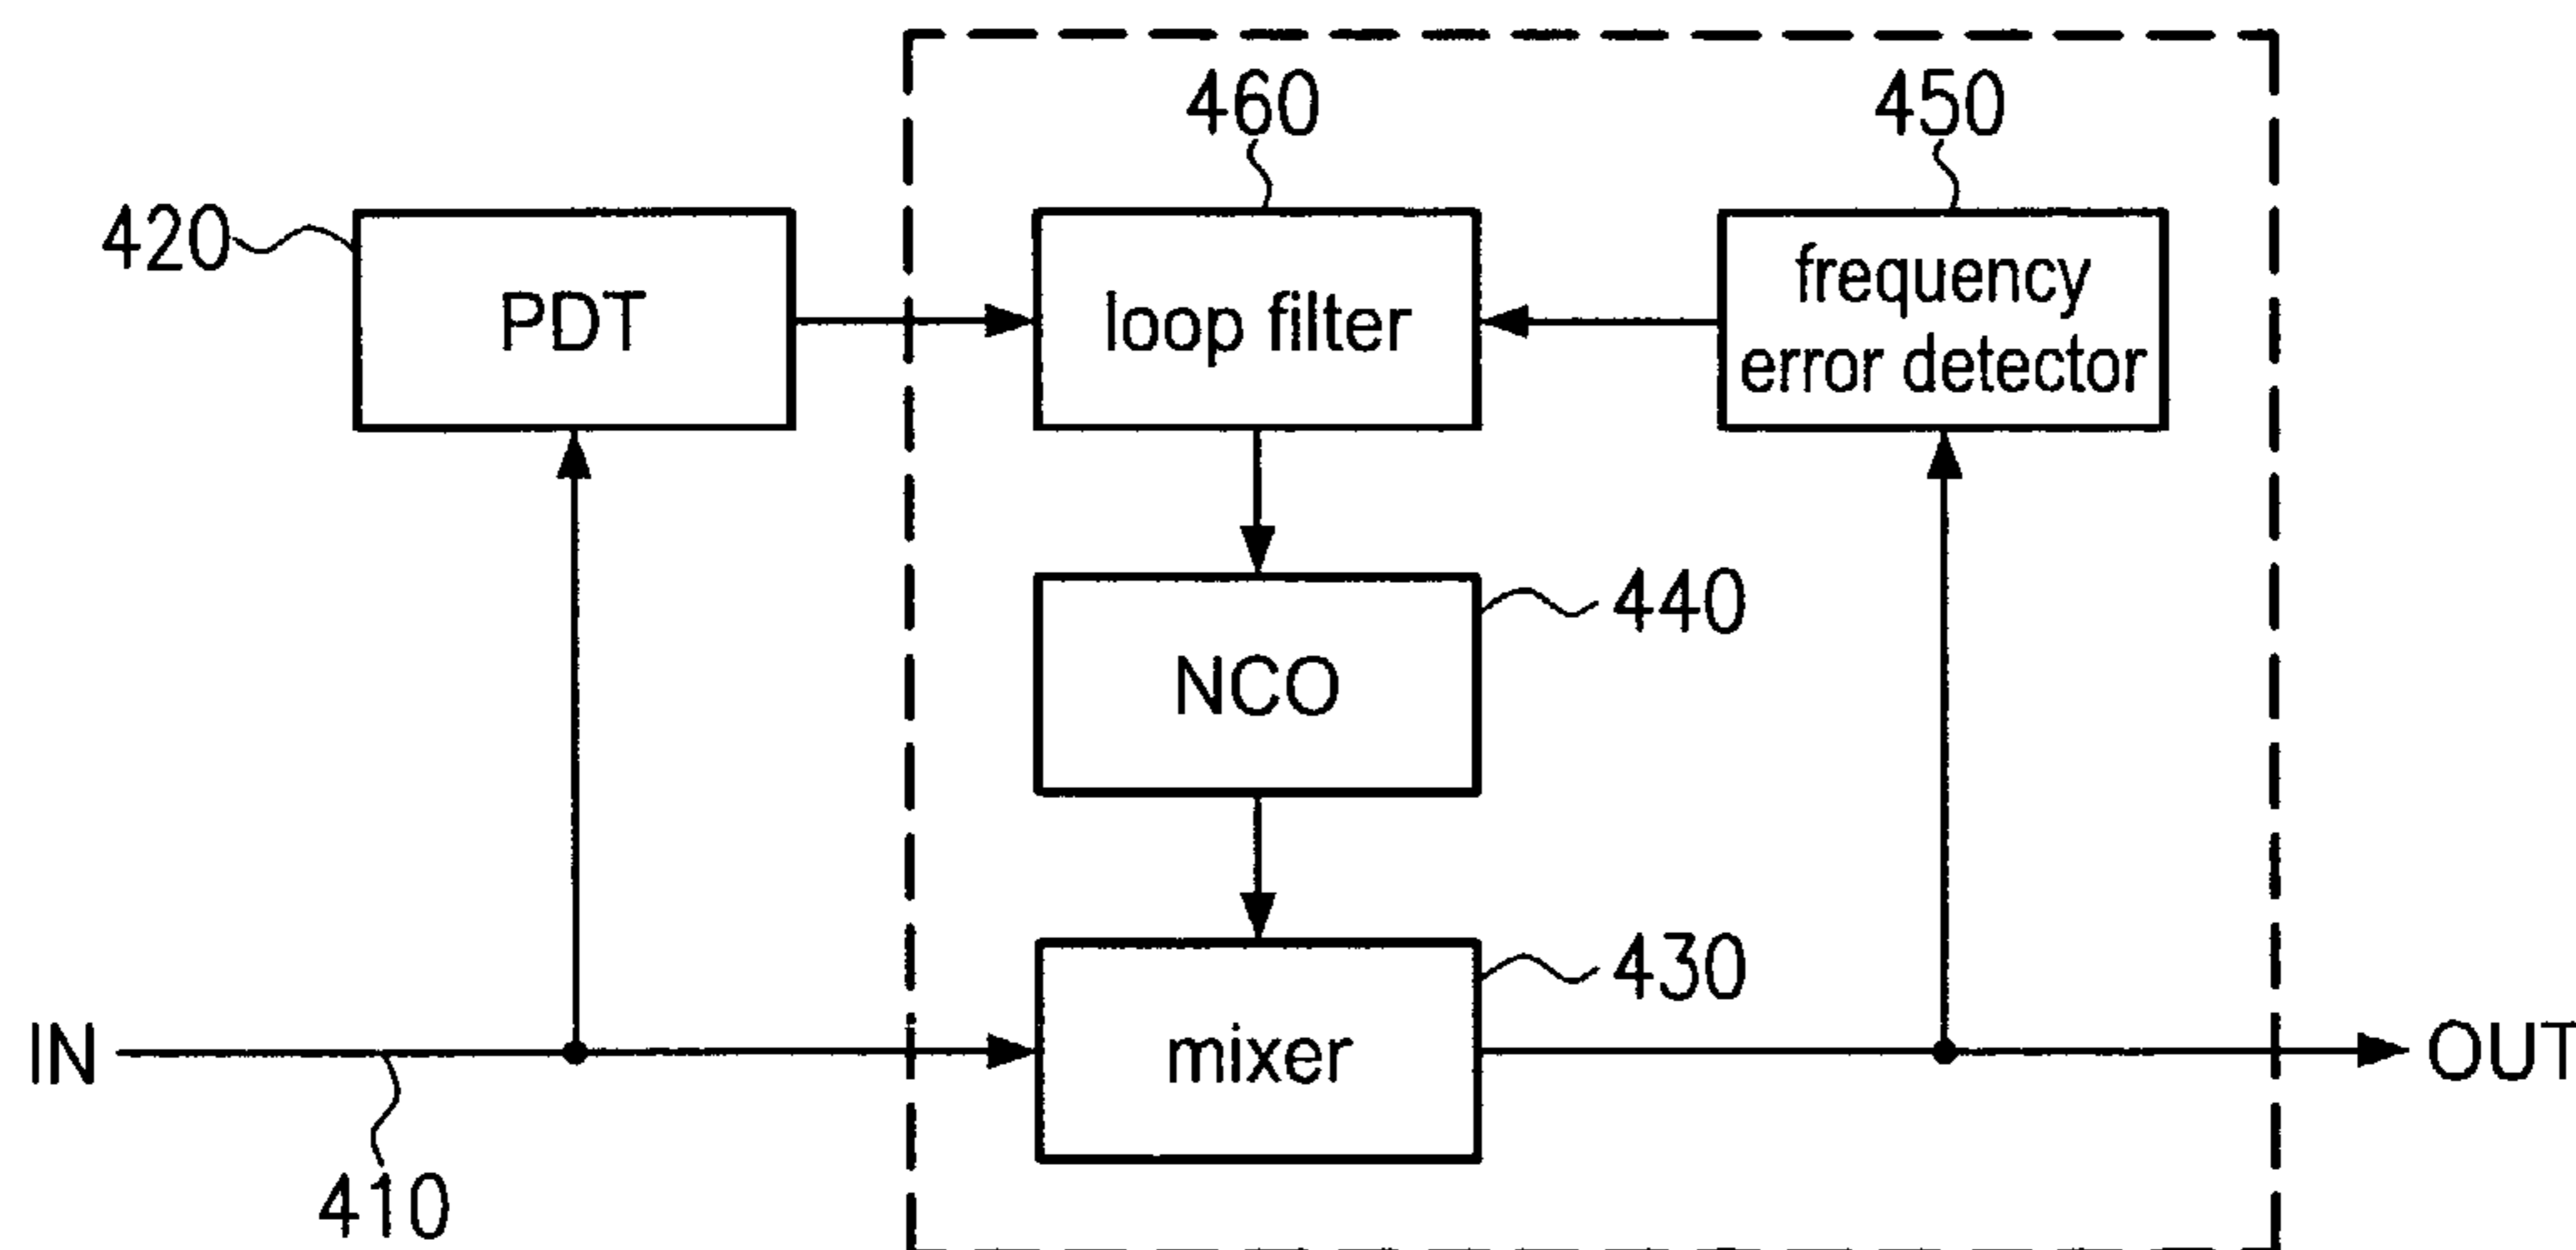 460
450
420
PDT
loop filter
frequency
error detector
440
NCO
430
mixer
IN
OUT
410